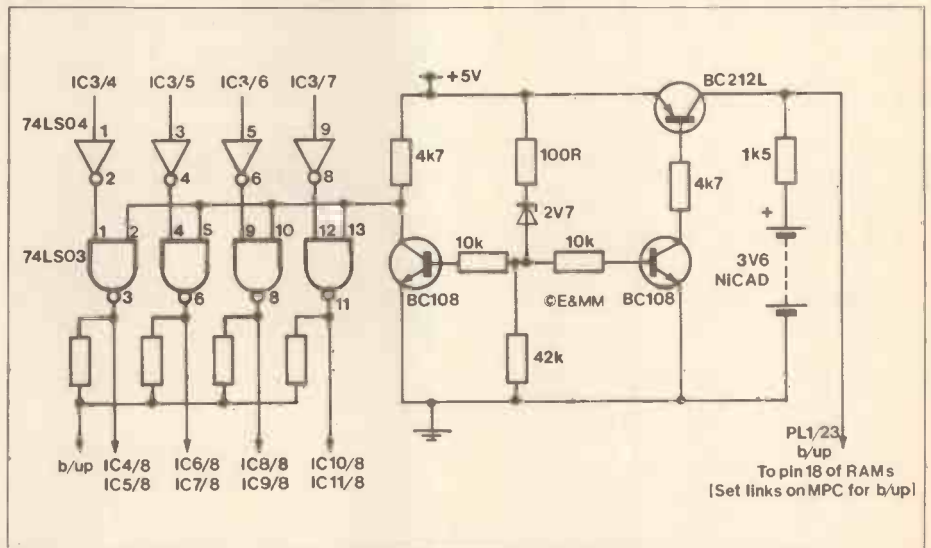 IC3/4 IC3/5 IC3/6 IC3/7
+5V
BC212L
74LS04
1 3 5 9
2 4 6 8
4k7
100R
4k7
1k5
+
2V7
74LS03
1 2 4 5 9 10 12 13
10k
10k
3V6
NiCAD
3 6 8 11
BC108
©E&MM
BC108
42k
b/up
IC4/8
IC5/8
IC6/8
IC7/8
IC8/8
IC9/8
IC10/8
IC11/8
PL1/23
b/up
To pin 18 of RAMs
[Set links on MPC for b/up]